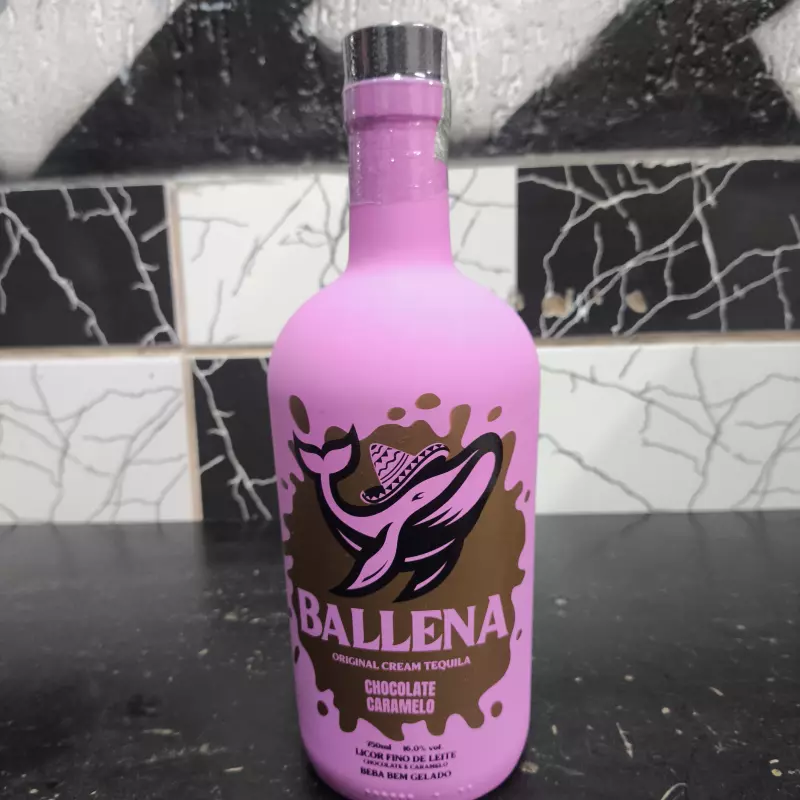 BALLENA
ORIGINAL CREAM TEQUILA
CHOCOLATE
CARAMELO
750ml 16.0% vol.
LICOR FINO DE LEITE
CHOCOLATE E CARAMELO
BEBA BEM GELADO